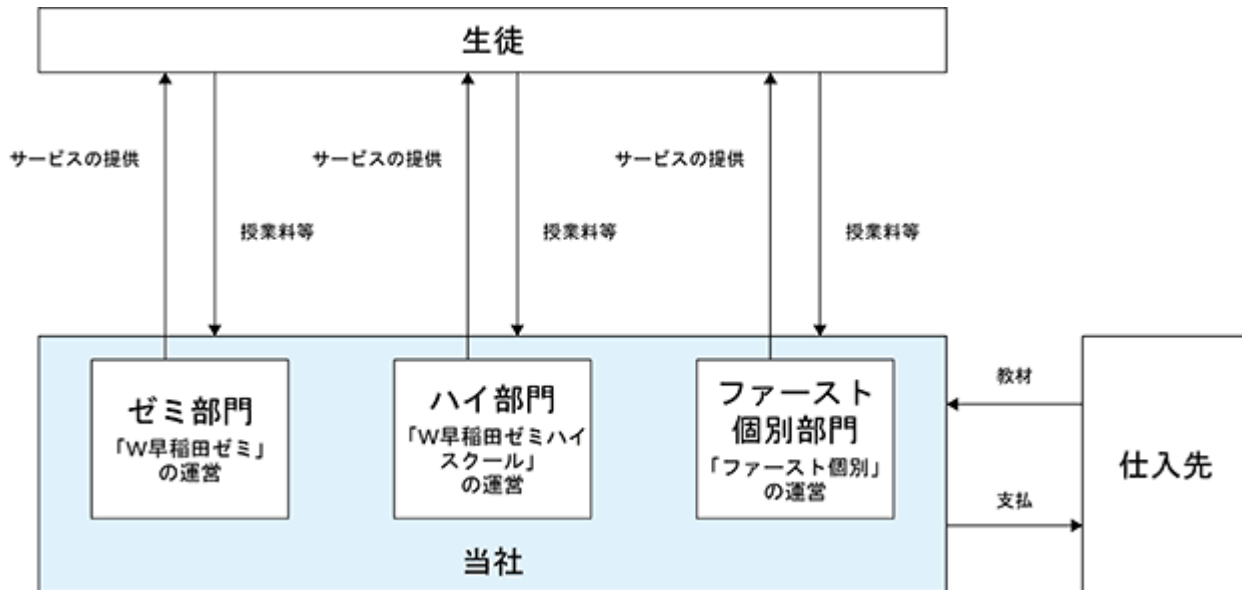 生徒
サービスの提供
サービスの提供
サービスの提供
授業料等
授業料等
授業料等
ゼミ部門
「W早稲田ゼミ」
の運営
ハイ部門
「W早稲田ゼミハイ
スクール」
の運営
ファースト
個別部門
「ファースト個別」
の運営
教材
支払
仕入先
当社